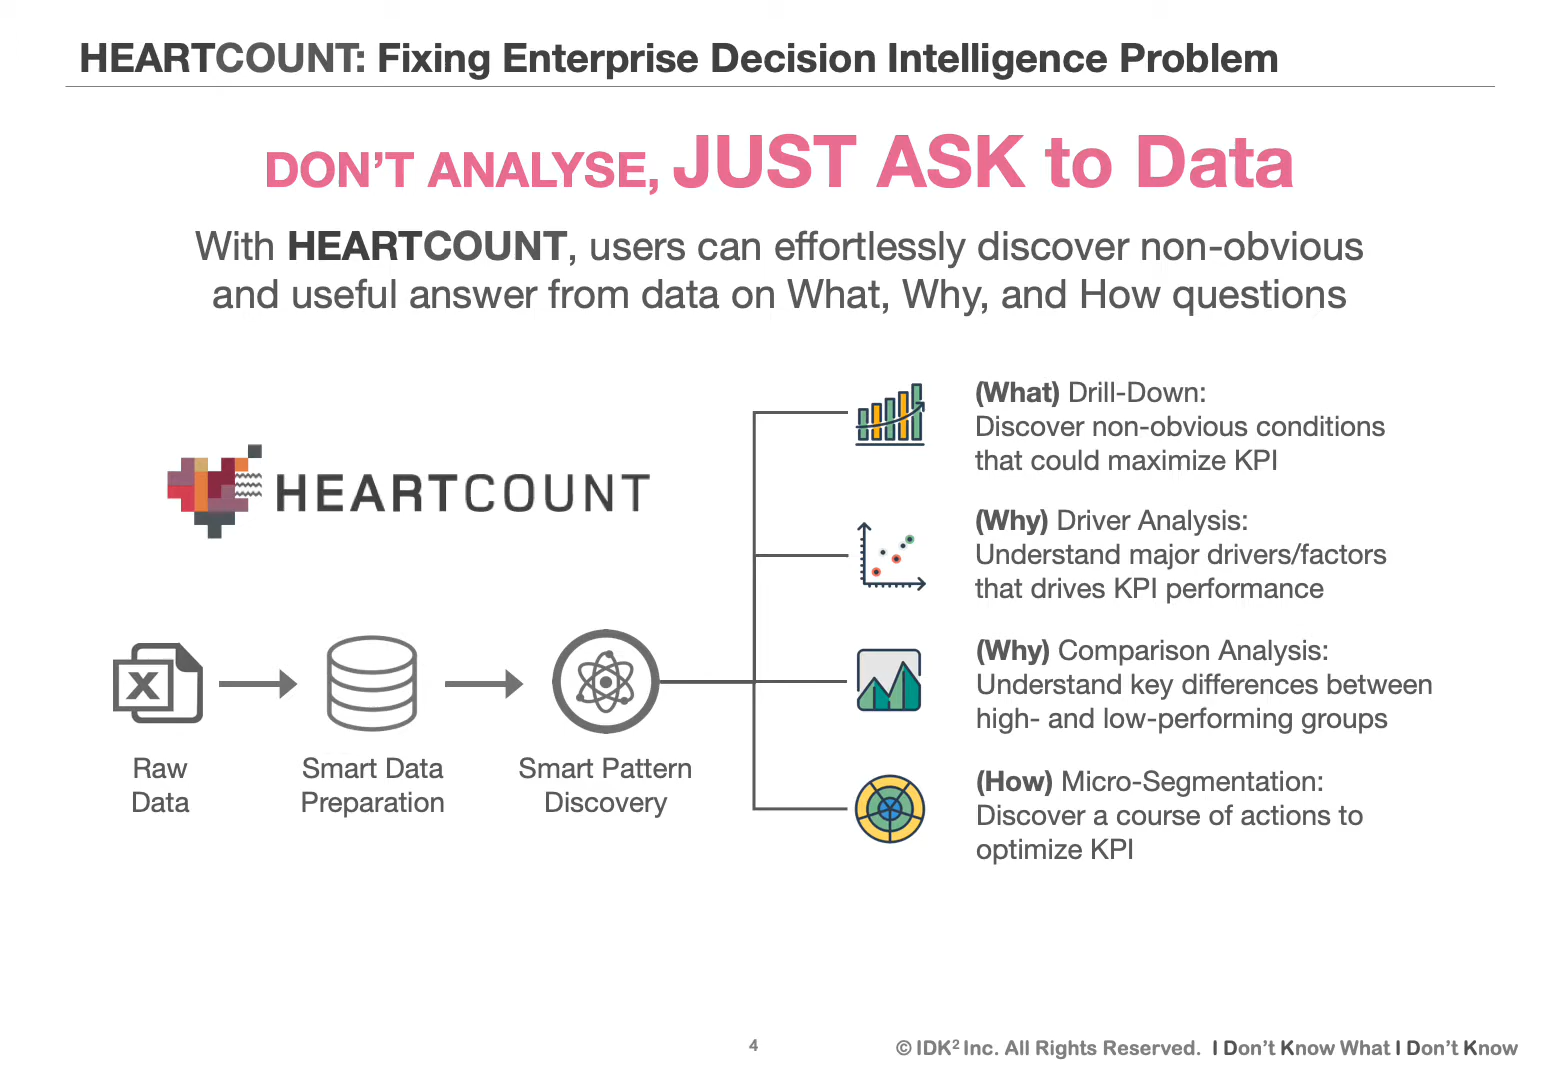 HEARTCOUNT: Fixing Enterprise Decision Intelligence Problem
DON’T ANALYSE, JUST ASK to Data
With HEARTCOUNT, users can effortlessly discover non-obvious
and useful answer from data on What, Why, and How questions
HEARTCOUNT
X
Raw
Data
Smart Data
Preparation
Smart Pattern
Discovery
(What) Drill-Down:
Discover non-obvious conditions
that could maximize KPI
(Why) Driver Analysis:
Understand major drivers/factors
that drives KPI performance
(Why) Comparison Analysis:
Understand key differences between
high- and low-performing groups
(How) Micro-Segmentation:
Discover a course of actions to
optimize KPI
4
© IDK² Inc. All Rights Reserved. I Don’t Know What I Don’t Know